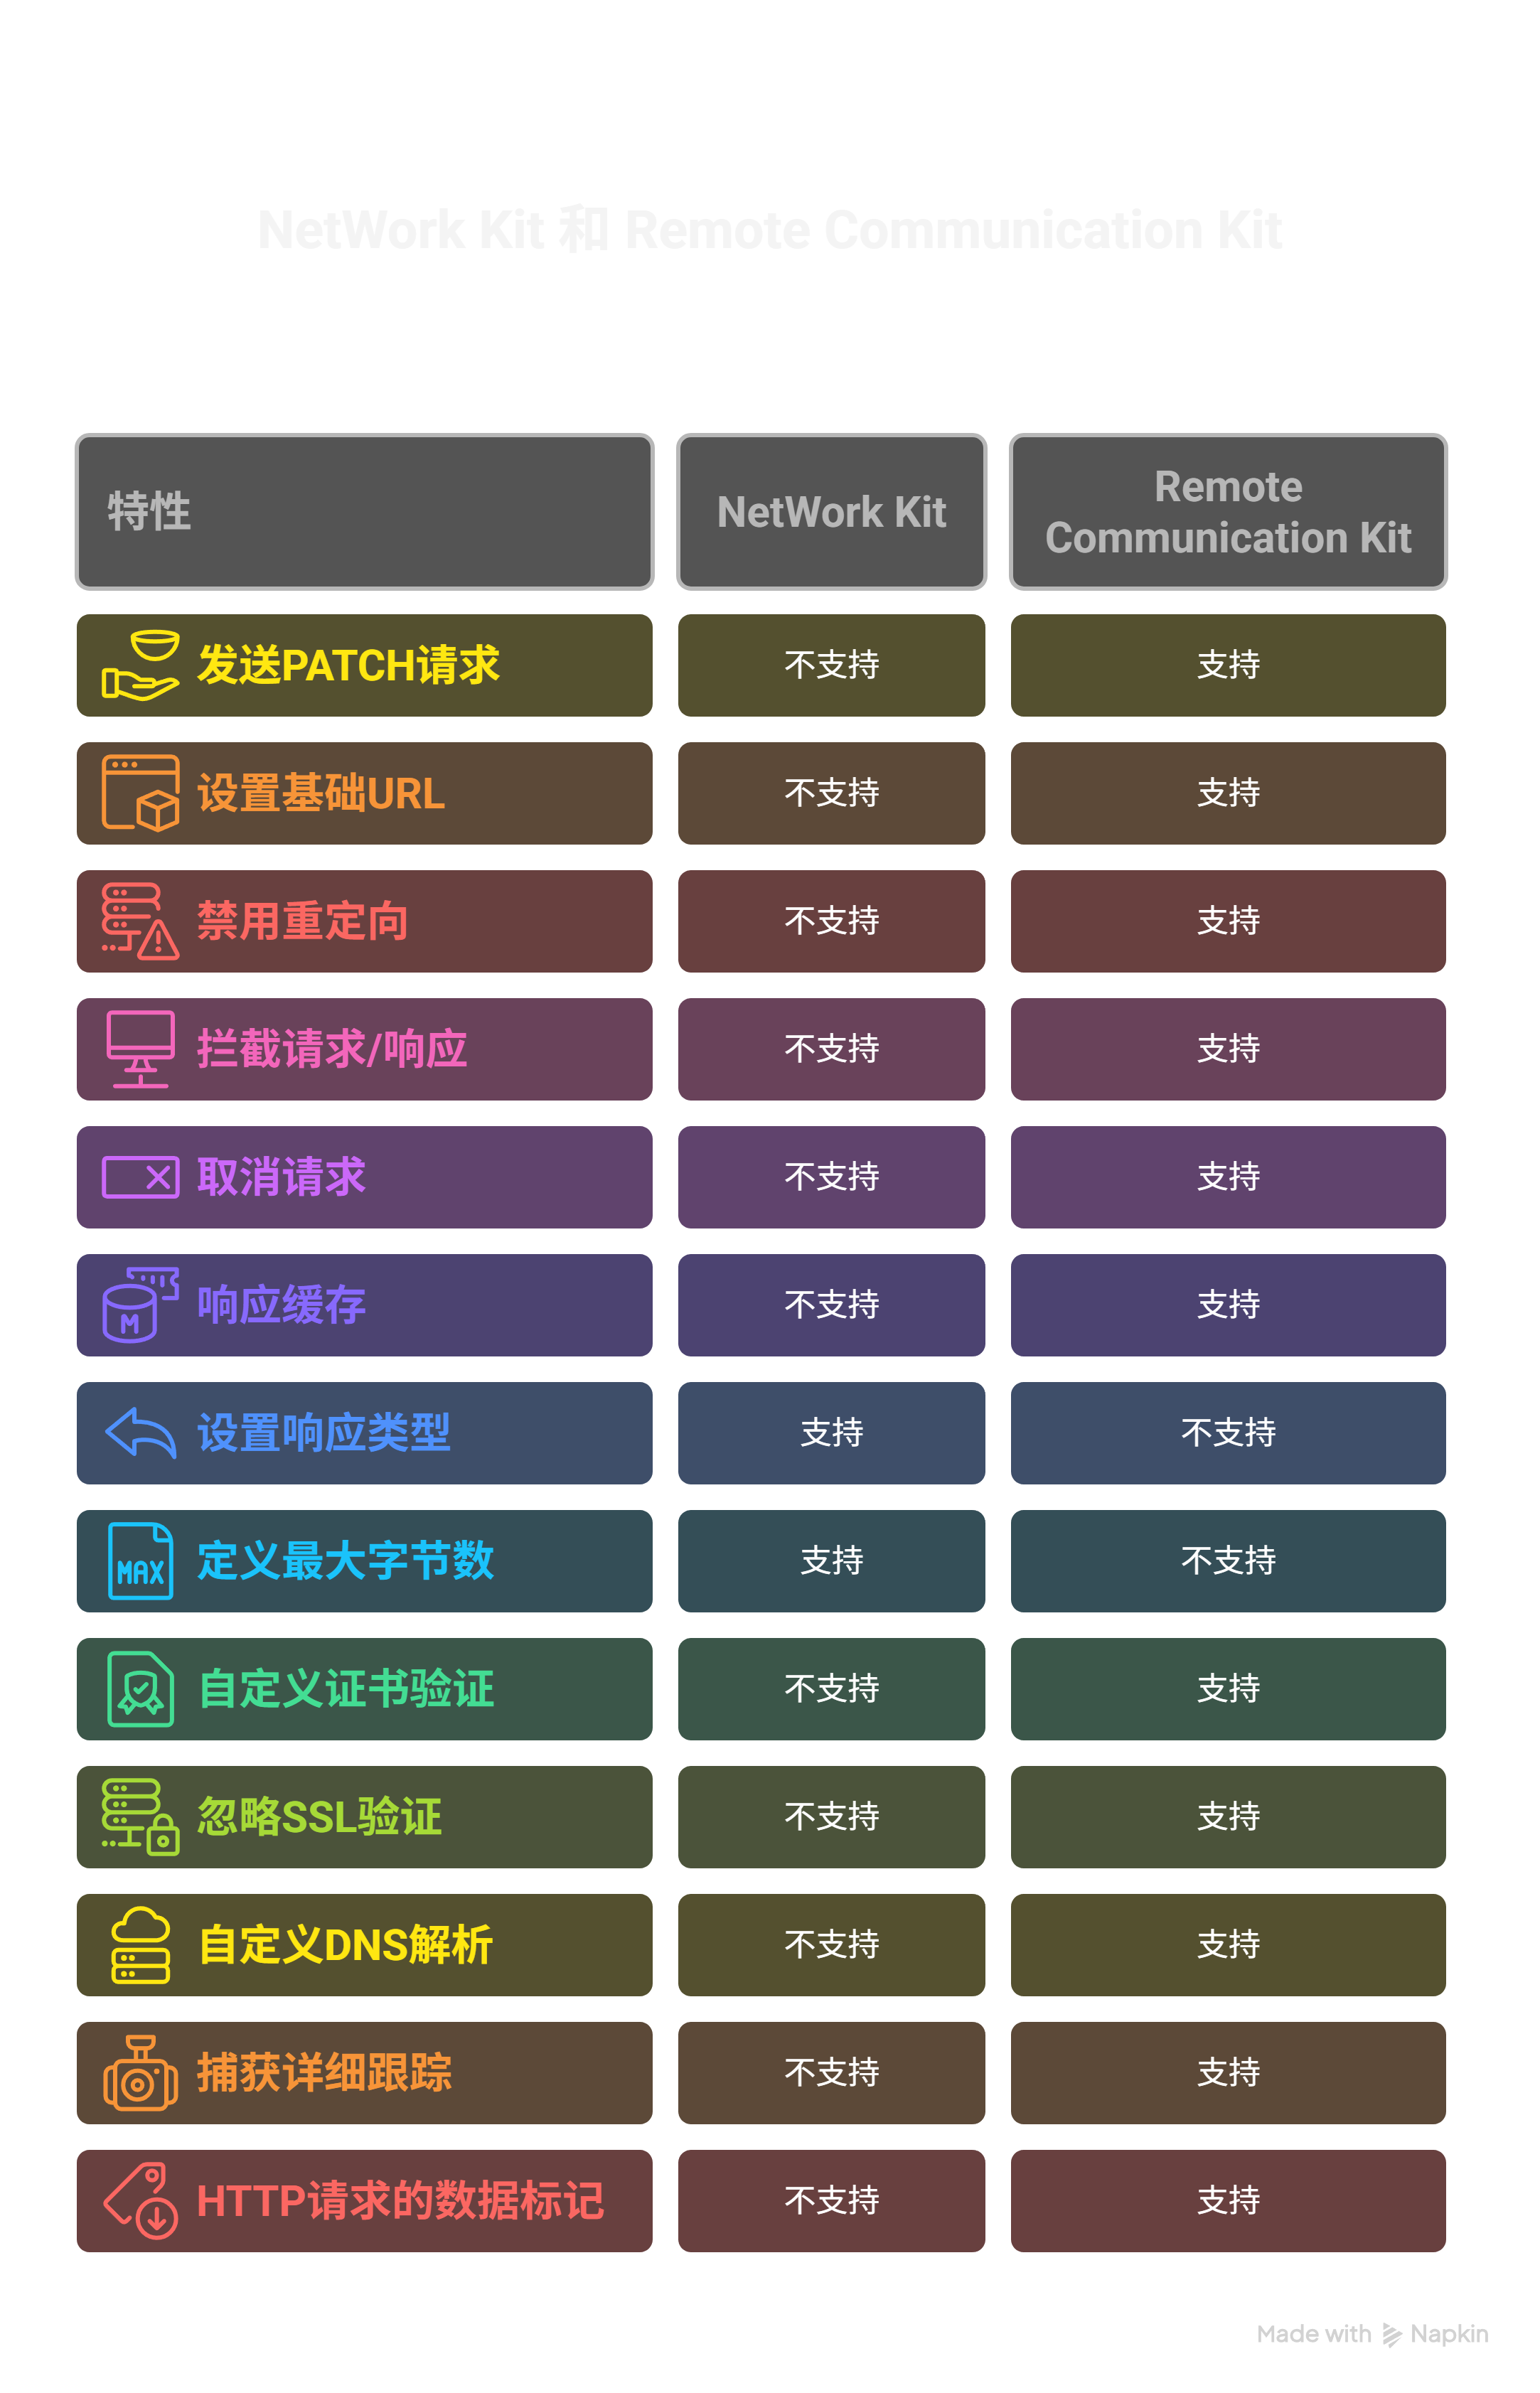 NetWork Kit 和 Remote Communication Kit
特性
NetWork Kit
Remote
Communication Kit
发送PATCH请求
不支持
支持
设置基础URL
不支持
支持
禁用重定向
不支持
支持
拦截请求/响应
不支持
支持
取消请求
不支持
支持
M
响应缓存
不支持
支持
设置响应类型
支持
不支持
MAX
定义最大字节数
支持
不支持
自定义证书验证
不支持
支持
忽略SSL验证
不支持
支持
自定义DNS解析
不支持
支持
捕获详细跟踪
不支持
支持
HTTP请求的数据标记
不支持
支持
Made with Napkin